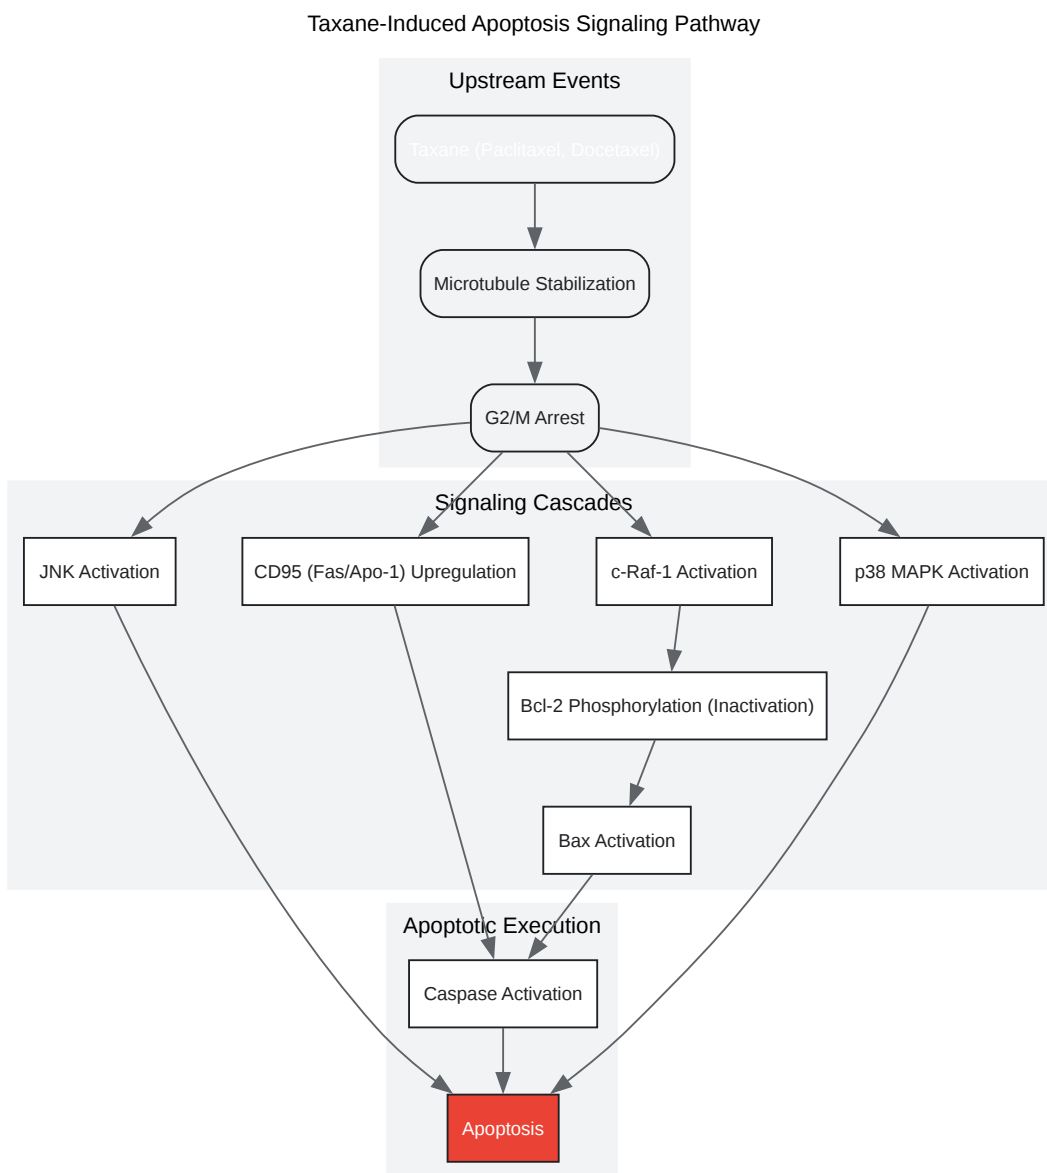 Taxane-Induced Apoptosis Signaling Pathway
Upstream Events
Taxane (Paclitaxel, Docetaxel)
Microtubule Stabilization
G2/M Arrest
Signaling Cascades
JNK Activation
CD95 (Fas/Apo-1) Upregulation
c-Raf-1 Activation
p38 MAPK Activation
Bcl-2 Phosphorylation (Inactivation)
Bax Activation
Apoptotic Execution
Caspase Activation
Apoptosis